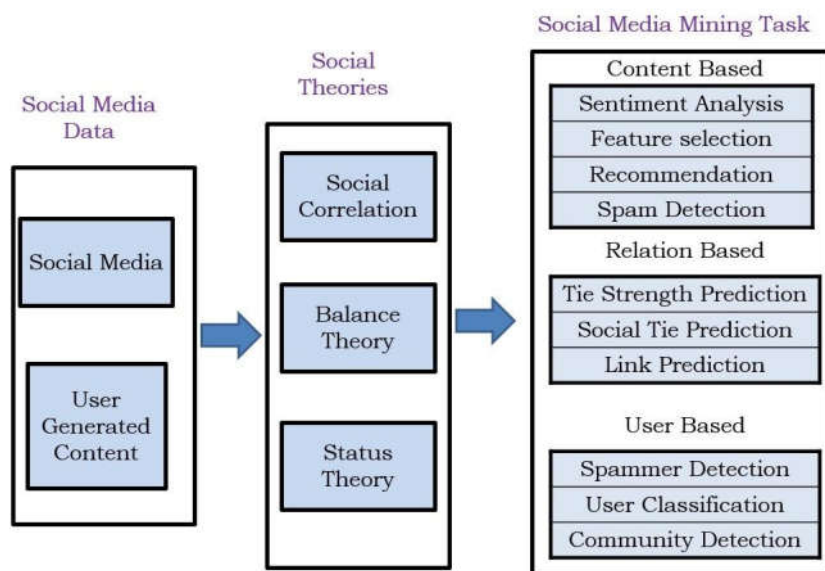 Social Media
Data
Social Media
User
Generated
Content
Social
Theories
Social
Correlation
Balance
Theory
Status
Theory
Social Media Mining Task
Content Based
Sentiment Analysis
Feature selection
Recommendation
Spam Detection
Relation Based
Tie Strength Prediction
Social Tie Prediction
Link Prediction
User Based
Spammer Detection
User Classification
Community Detection